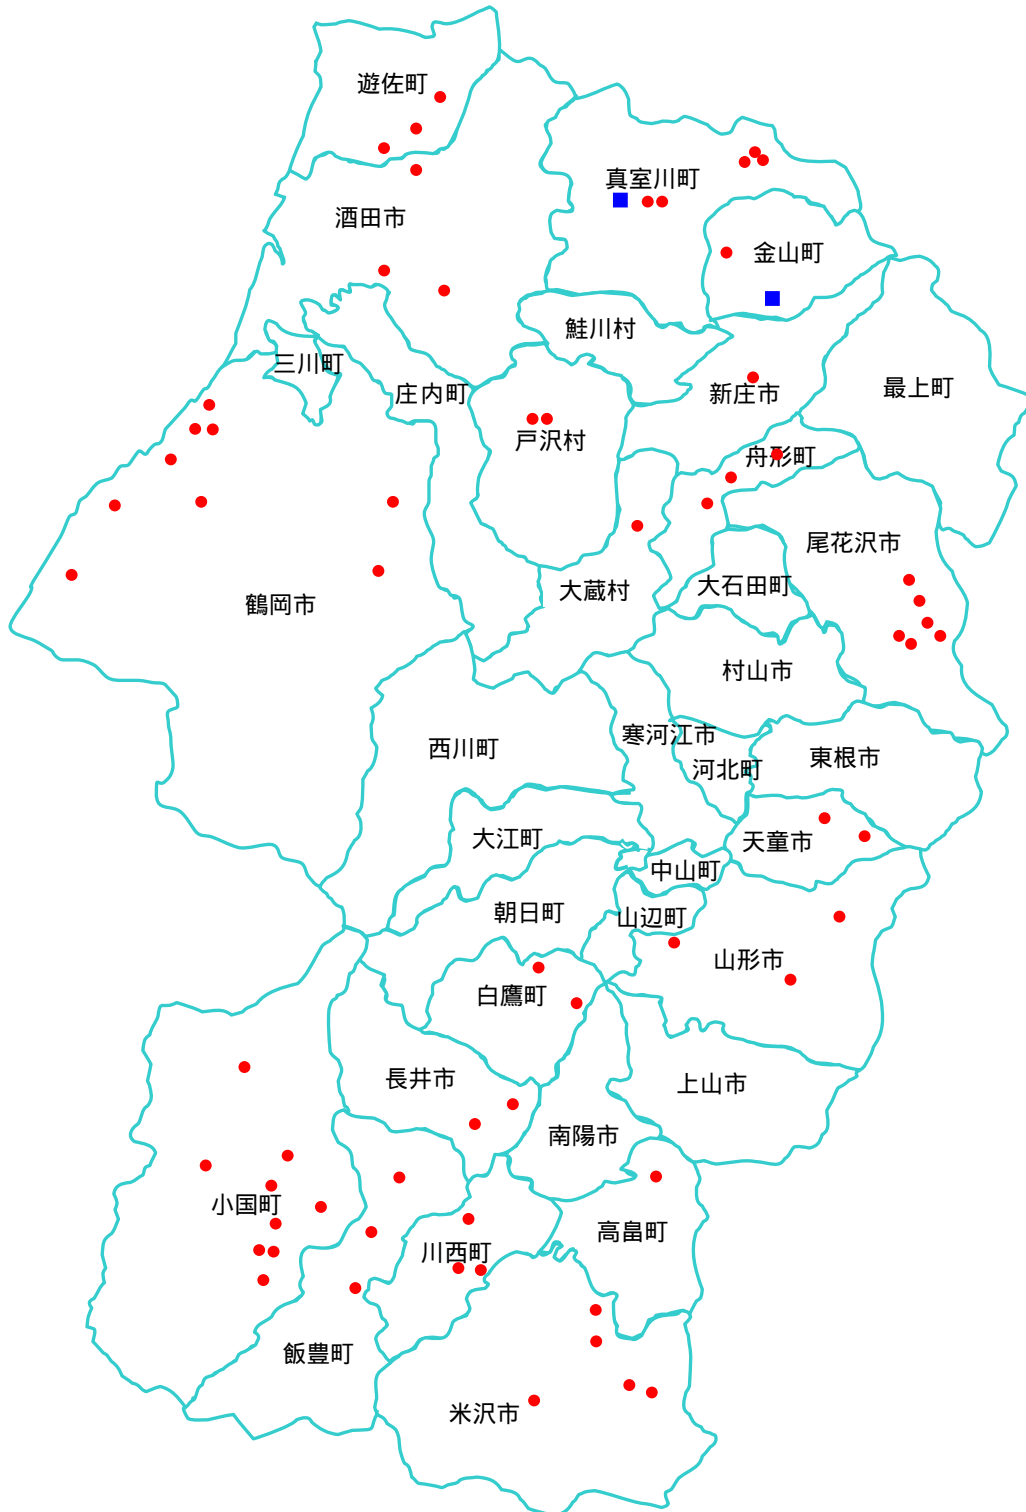 遊佐町
真室川町
酒田市
金山町
鮭川村
三川町
庄内町
新庄市
最上町
戸沢村
舟形町
尾花沢市
大石田町
大蔵村
鶴岡市
村山市
寒河江市
西川町
東根市
河北町
大江町
天童市
中山町
朝日町
山辺町
山形市
白鷹町
長井市
上山市
南陽市
小国町
高畠町
川西町
飯豊町
米沢市